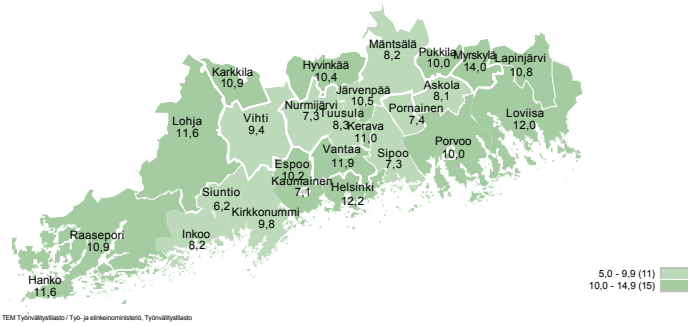 Mäntsälä
8,2
Pukkila
10,0
Myrskylä
14,0
Lapinjärvi
10,8
Karkkila
10,9
Hyvinkää
10,4
Järvenpää
10,5
Askola
8,1
Nurmijärvi
7,3
Tuusula
8,3
Pornainen
7,4
Loviisa
12,0
Lohja
11,6
Vihti
9,4
Kerava
11,0
Porvoo
10,0
Vantaa
11,9
Sipoo
7,3
Espoo
10,2
Kauniainen
7,1
Helsinki
12,2
Siuntio
6,2
Kirkkonummi
9,8
Raasepori
10,9
Inkoo
8,2
Hanko
11,6
5,0 - 9,9 (11)
10,0 - 14,9 (15)
TEM Työnvälitystilasto / Työ- ja elinkeinoministeriö, Työnvälitystilasto